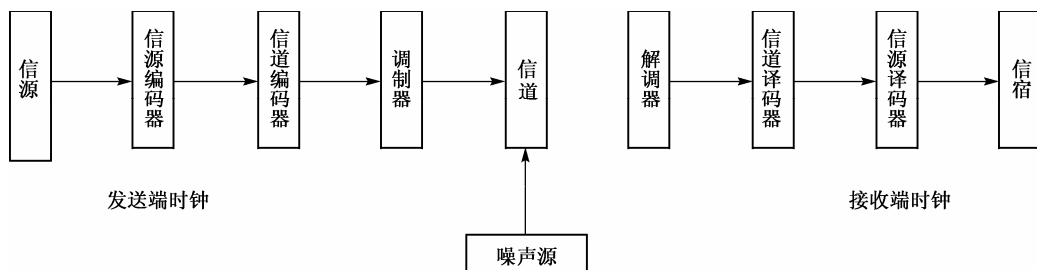 信源
信源编码器
信道编码器
调制器
信道
解调器
信道译码器
信源译码器
信宿
发送端时钟
接收端时钟
噪声源